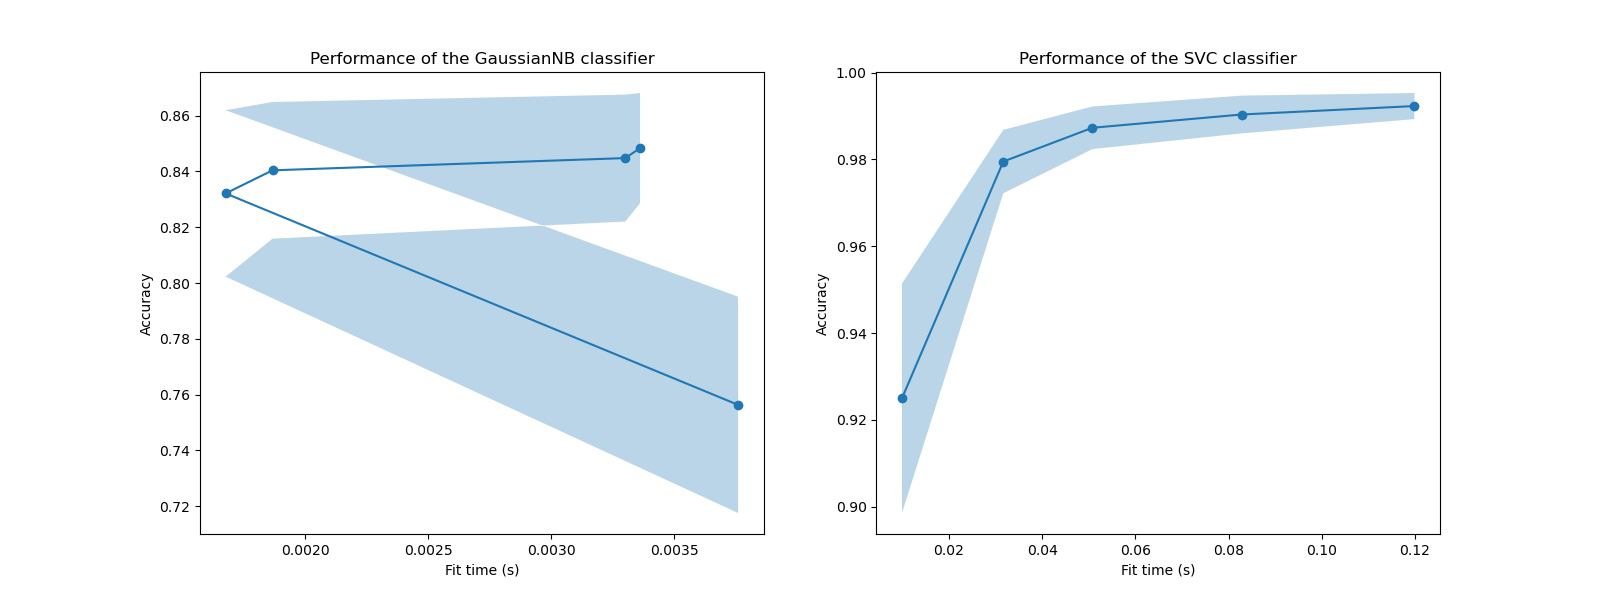 Performance of the GaussianNB classifier
0.86
0.84
0.82
0.80
0.78
0.76
0.74
0.72
Accuracy
0.0020 0.0025 0.0030 0.0035
Fit time (s)
Performance of the SVC classifier
1.00
0.98
0.96
0.94
0.92
0.90
Accuracy
0.02 0.04 0.06 0.08 0.10 0.12
Fit time (s)